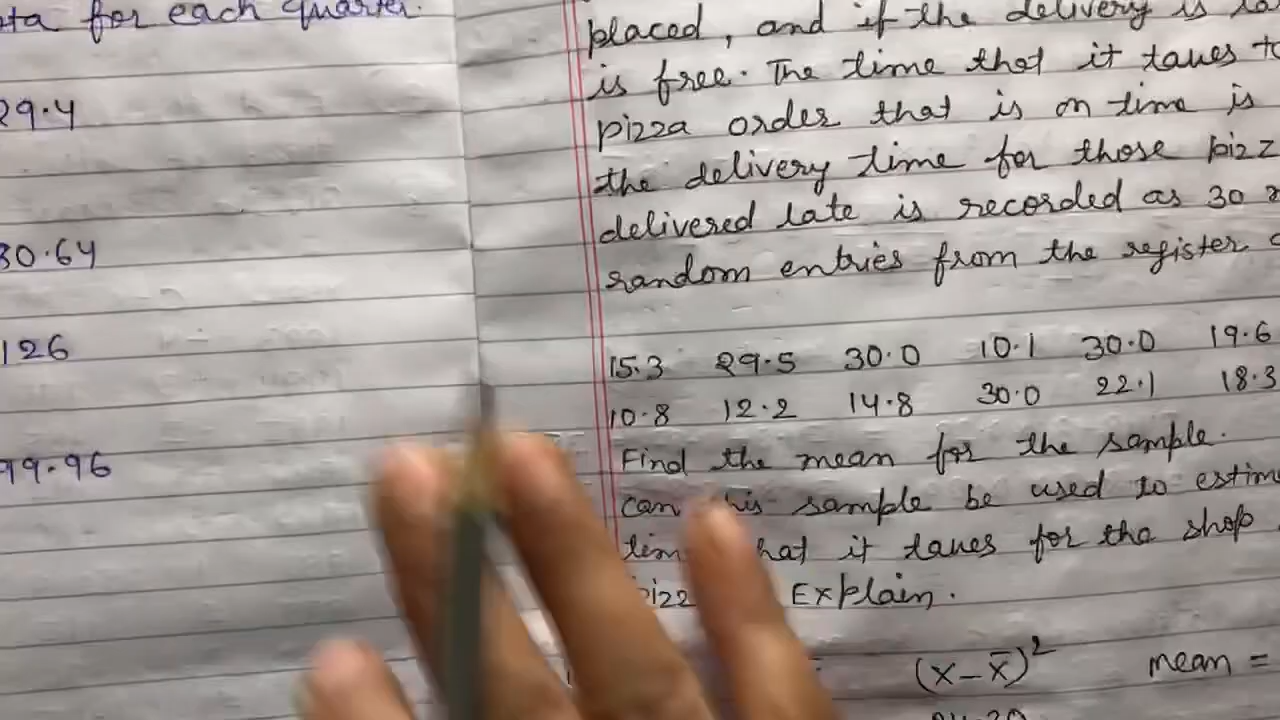 ta for each quarter.
29.4
30.64
126
99.96
placed, and if the delivery is
is free. The time that it takes to
pizza order that is on time is
the delivery time for those pizz
delivered late is recorded as 30
random entries from the register
15.3 29.5 30.0 10.1 30.0 19.6
10.8 12.2 14.8 30.0 22.1 18.3
Find the mean for the sample.
can this sample be used to estim
that it takes for the shop
Explain.
(x-x̄)² mean =